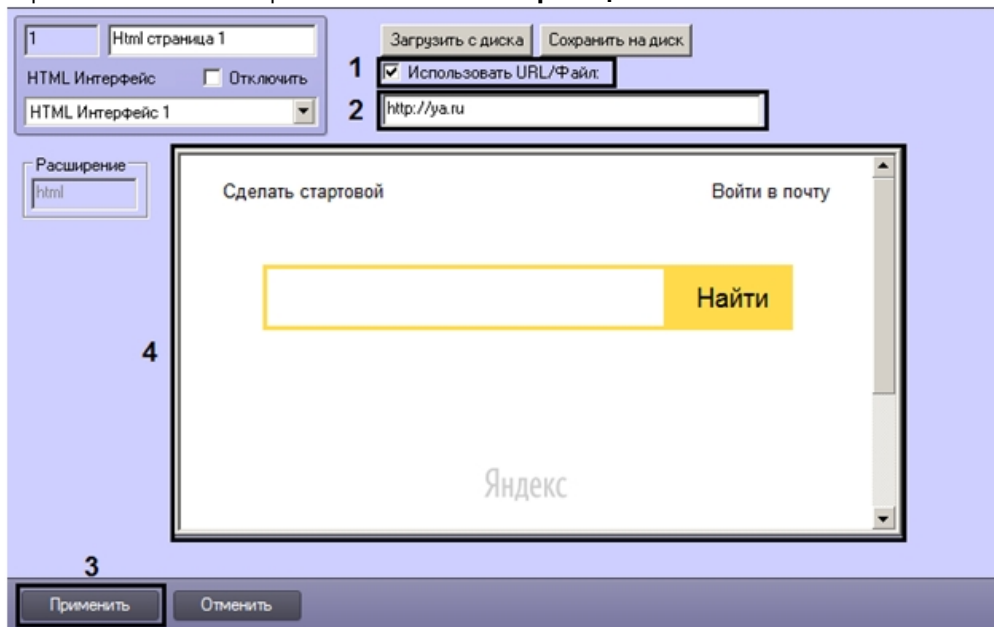 1
Html страница 1
Загрузить с диска
Сохранить на диск
HTML Интерфейс
Отключить
1
Использовать URL/Файл:
HTML Интерфейс 1
2
http://ya.ru
Расширение
html
Сделать стартовой
Войти в почту
Найти
4
Яндекс
3
Применить
Отменить